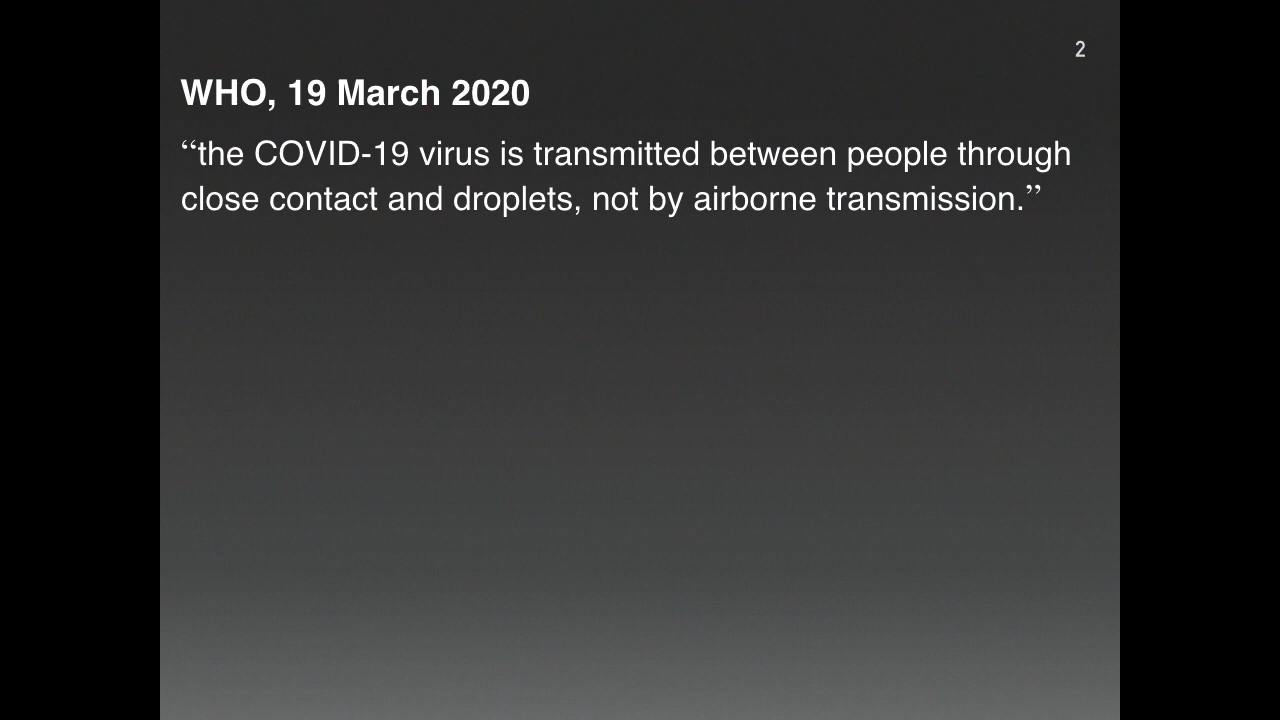 2
WHO, 19 March 2020
“the COVID-19 virus is transmitted between people through
close contact and droplets, not by airborne transmission.”